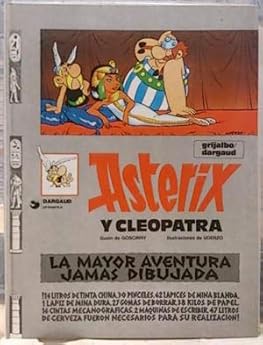 grijalbo
dargaud
Asterix
Y CLEOPATRA
DARGAUD
Guión de GOSCINNY
Ilustraciones de UDERZO
LA MAYOR AVENTURA
JAMAS DIBUJADA
14 LITROS DE TINTA CHINA, 30 PINCELES, 62 LAPICES DE MINA BLANDA,
1 LAPIZ DE MINA DURA, 27 GOMAS DE BORRAR, 38 KILOS DE PAPEL,
16 CINTAS MECANOGRAFICAS, 2 MAQUINAS DE ESCRIBIR, 67 LITROS
DE CERVEZA FUERON NECESARIOS PARA SU REALIZACION!